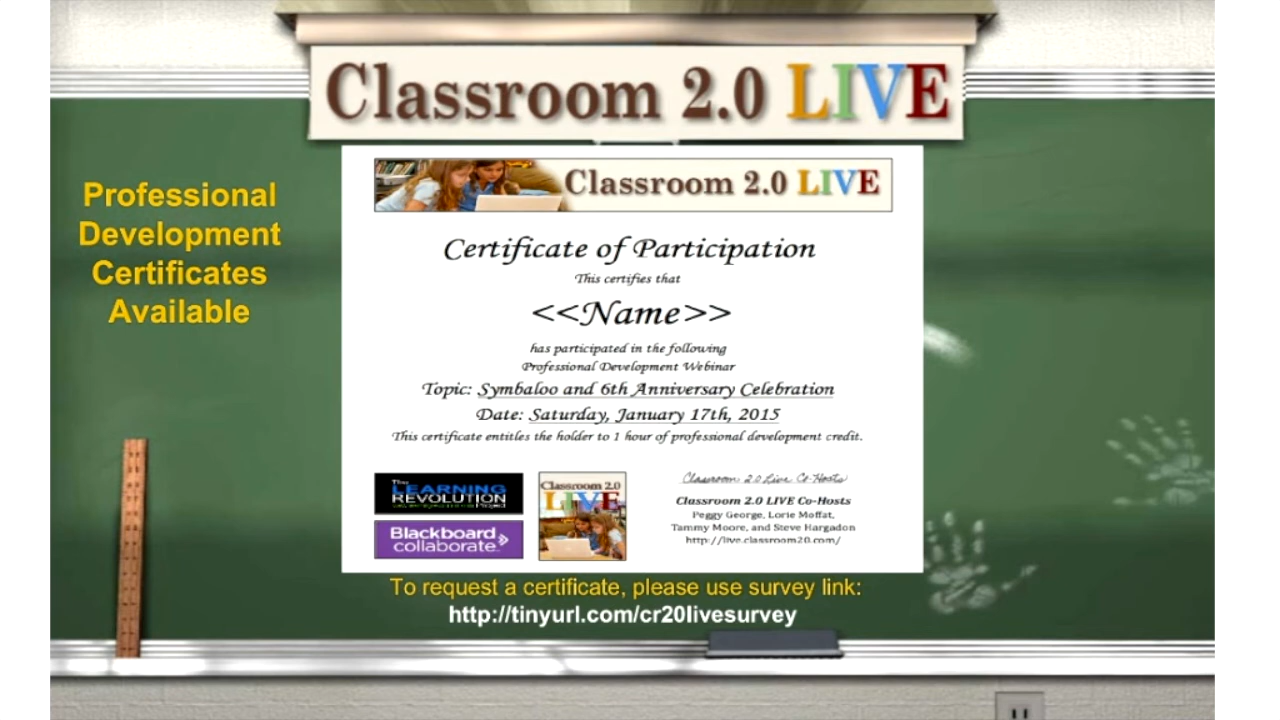 Classroom 2.0 LIVE
Professional
Development
Certificates
Available
Classroom 2.0 LIVE
Certificate of Participation
This certifies that
<<Name>>
has participated in the following
Professional Development Webinar
Topic: Symbaloo and 6th Anniversary Celebration
Date: Saturday, January 17th, 2015
This certificate entitles the holder to 1 hour of professional development credit.
The
LEARNING
REVOLUTION
Project
Blackboard
collaborate
Classroom 2.0
LIVE
Classroom 2.0 Live Co-Hosts
Classroom 2.0 LIVE Co-Hosts
Peggy George, Lorie Moffat,
Tammy Moore, and Steve Hargadon
http://live.classroom20.com/
To request a certificate, please use survey link:
http://tinyurl.com/cr20livesurvey